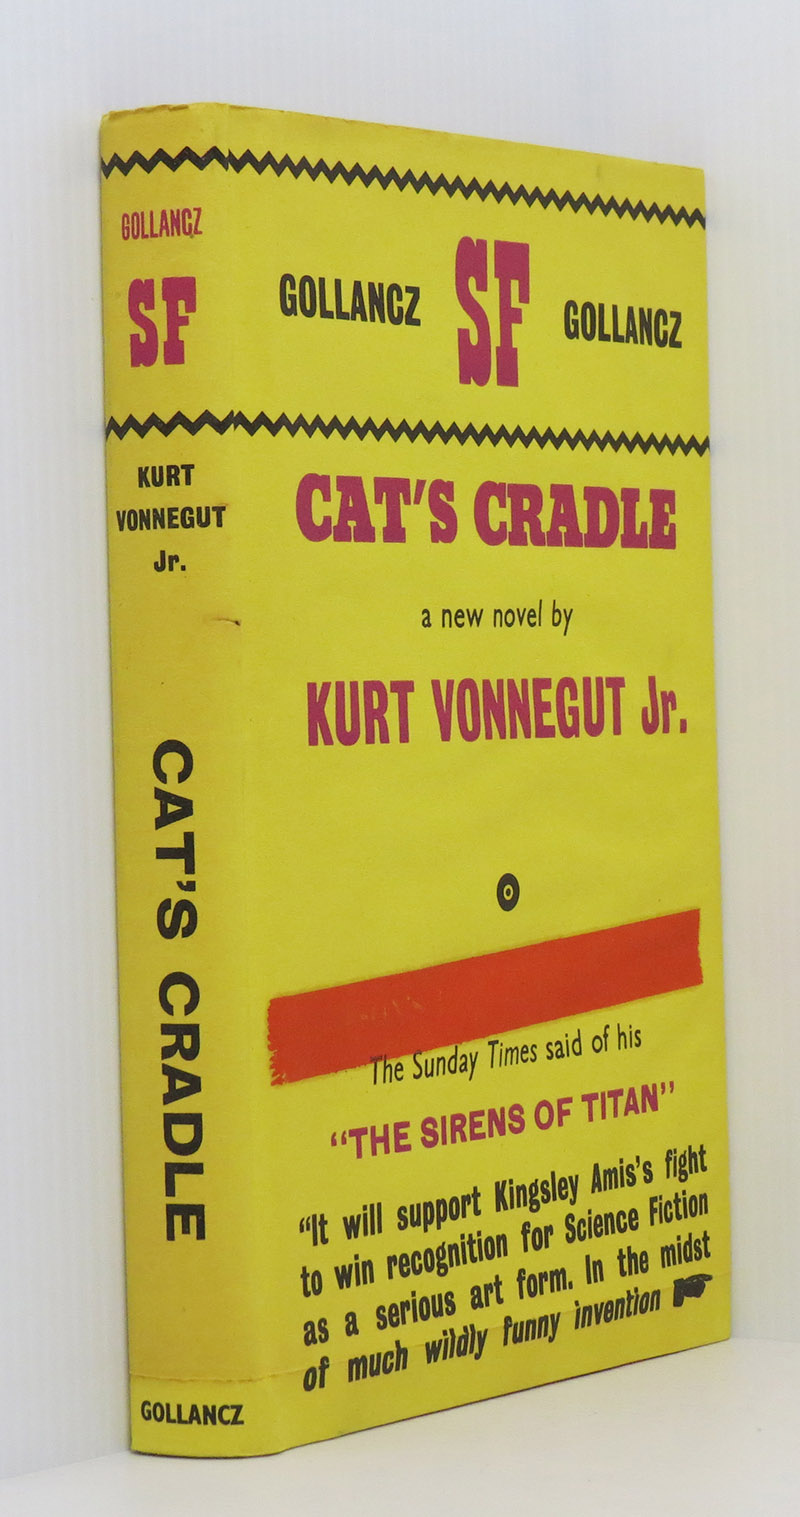 GOLLANCZ
SF
KURT
VONNEGUT
Jr.
CAT'S CRADLE
GOLLANCZ
GOLLANCZ SF GOLLANCZ
CAT'S CRADLE
a new novel by
KURT VONNEGUT Jr.
The Sunday Times said of his
"THE SIRENS OF TITAN"
"It will support Kingsley Amis's fight
to win recognition for Science Fiction
as a serious art form. In the midst
of much wildly funny invention